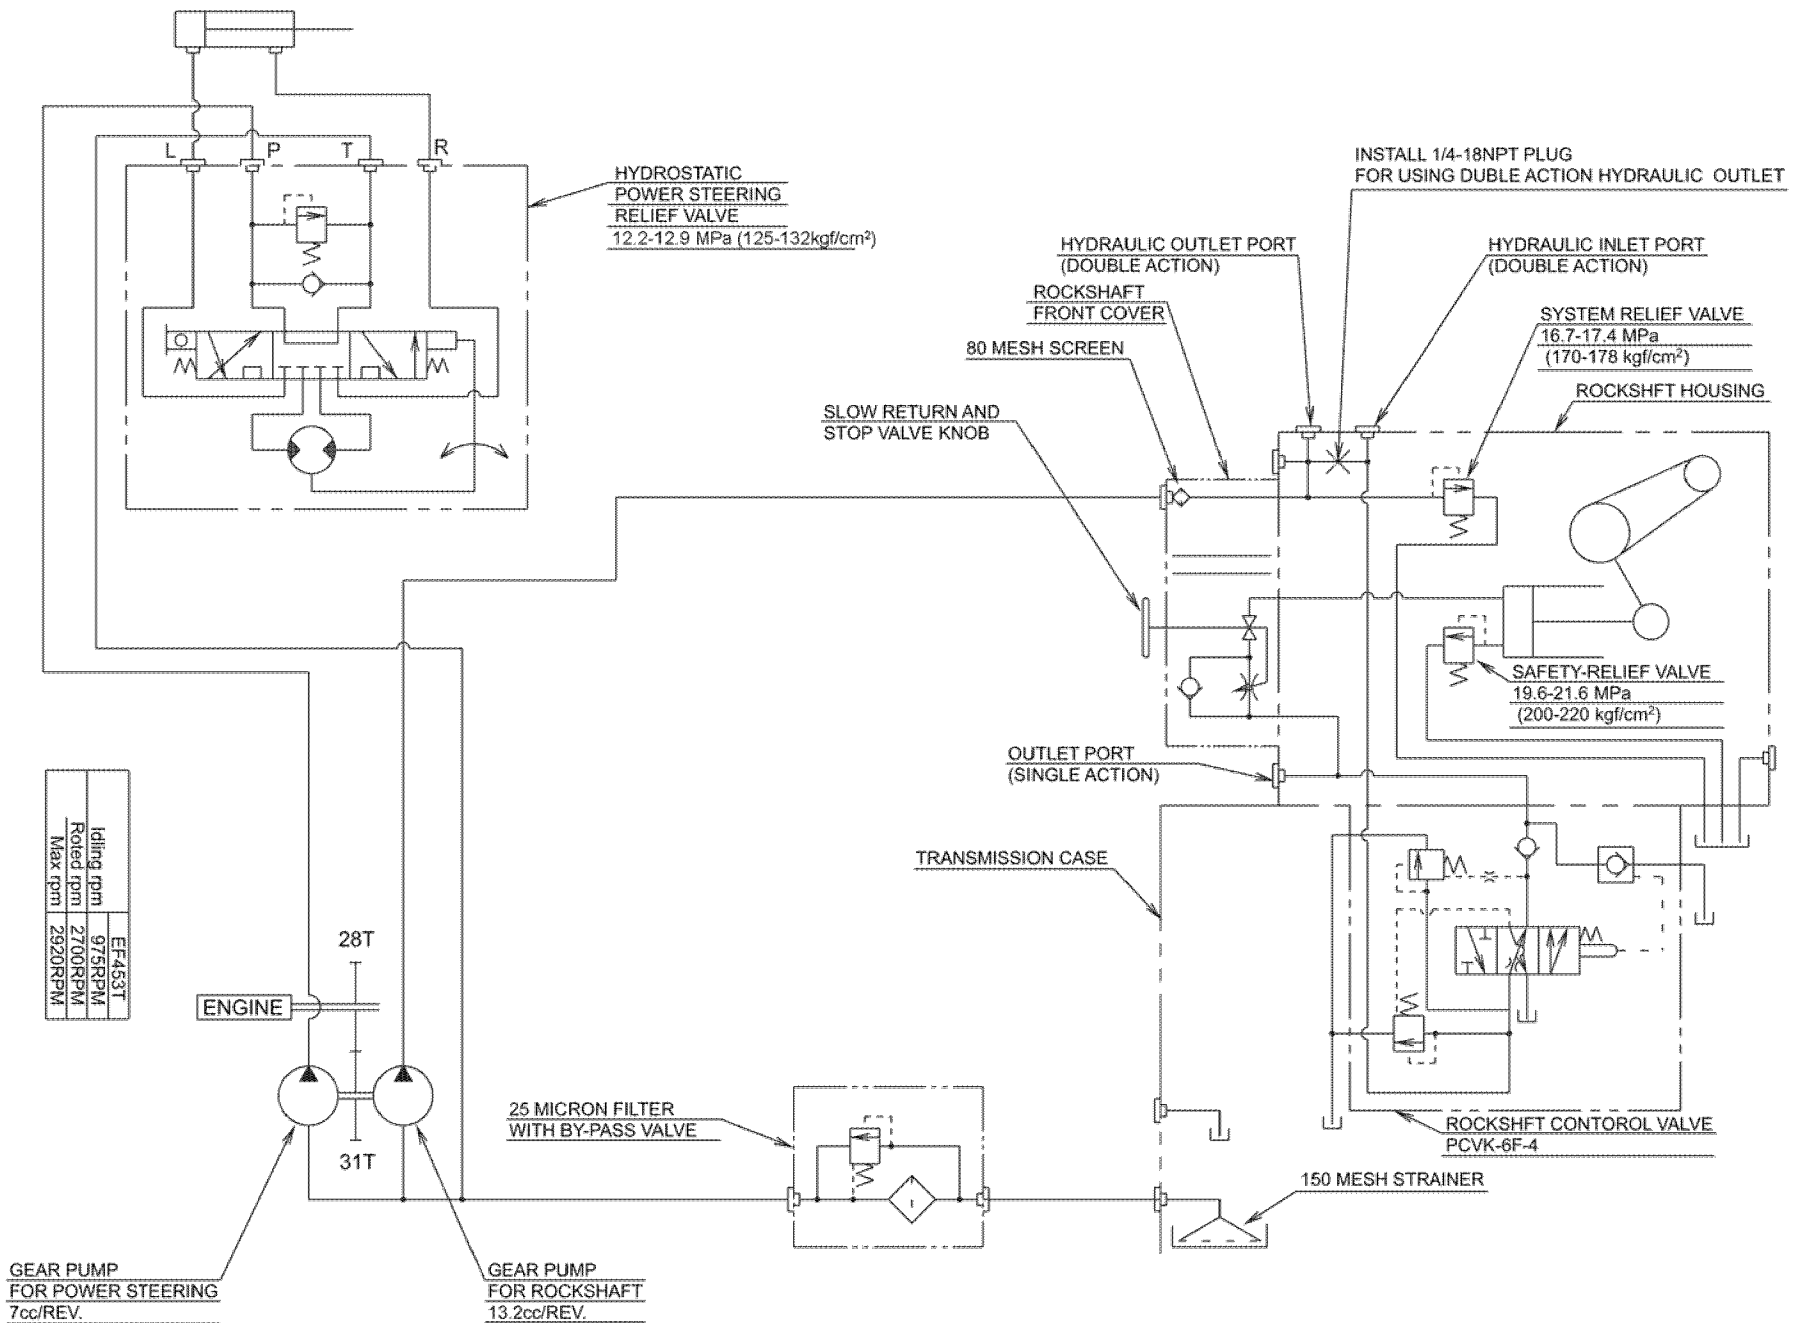 L
P
T
R
HYDROSTATIC
POWER STEERING
RELIEF VALVE
12.2-12.9 MPa (125-132kgf/cm²)
INSTALL 1/4-18NPT PLUG
FOR USING DUBLE ACTION HYDRAULIC OUTLET
HYDRAULIC OUTLET PORT
(DOUBLE ACTION)
HYDRAULIC INLET PORT
(DOUBLE ACTION)
ROCKSHAFT
FRONT COVER
SYSTEM RELIEF VALVE
16.7-17.4 MPa
(170-178 kgf/cm²)
80 MESH SCREEN
ROCKSHFT HOUSING
SLOW RETURN AND
STOP VALVE KNOB
SAFETY-RELIEF VALVE
19.6-21.6 MPa
(200-220 kgf/cm²)
OUTLET PORT
(SINGLE ACTION)
TRANSMISSION CASE
EF453T
Idling rpm 975RPM
Roted rpm 2700RPM
Max rpm 2920RPM
28T
ENGINE
31T
25 MICRON FILTER
WITH BY-PASS VALVE
ROCKSHFT CONTOROL VALVE
PCVK-6F-4
150 MESH STRAINER
GEAR PUMP
FOR POWER STEERING
7cc/REV.
GEAR PUMP
FOR ROCKSHAFT
13.2cc/REV.